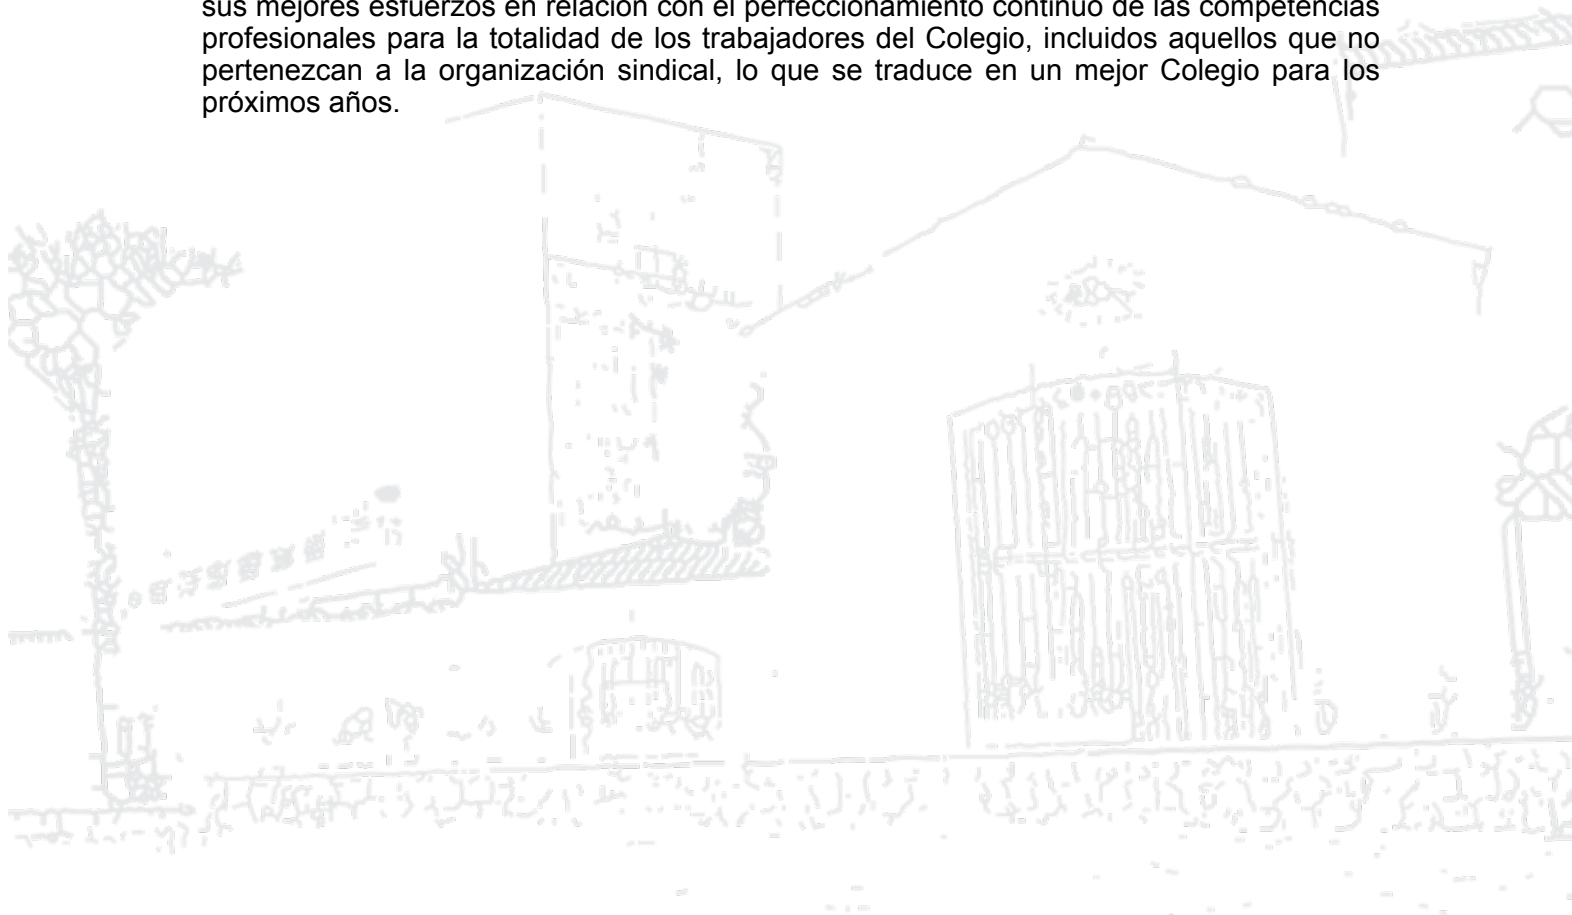 sus mejores esfuerzos en relación con el perfeccionamiento continuo de las competencias
profesionales para la totalidad de los trabajadores del Colegio, incluidos aquellos que no
pertenezcan a la organización sindical, lo que se traduce en un mejor Colegio para los
próximos años.